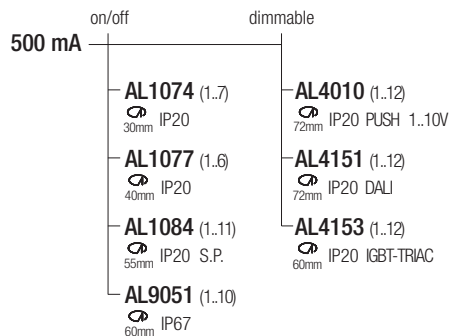 on/off
dimmable
500 mA
AL1074 (1..7)
30mm IP20
AL1077 (1..6)
40mm IP20
AL1084 (1..11)
55mm IP20 S.P.
AL9051 (1..10)
60mm IP67
AL4010 (1..12)
72mm IP20 PUSH 1..10V
AL4151 (1..12)
72mm IP20 DALI
AL4153 (1..12)
60mm IP20 IGBT-TRIAC